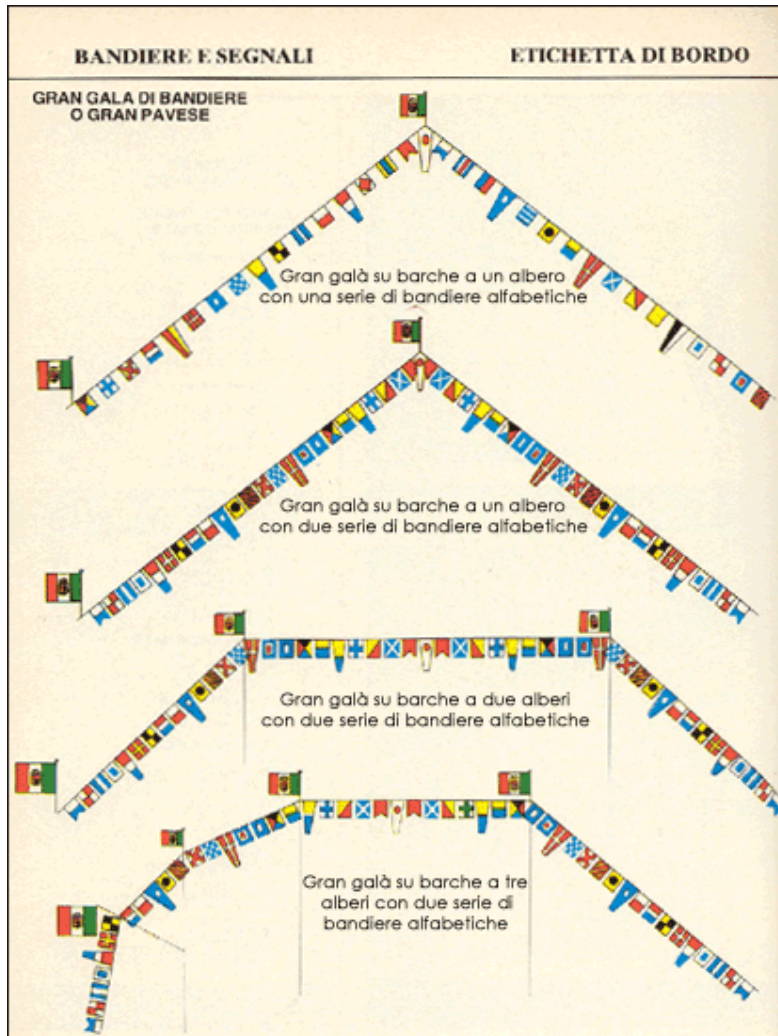 BANDIERE E SEGNALI
ETICHETTA DI BORDO
GRAN GALA DI BANDIERE
O GRAN PAVESE
Gran galà su barche a un albero
con una serie di bandiere alfabetiche
Gran galà su barche a un albero
con due serie di bandiere alfabetiche
Gran galà su barche a due alberi
con due serie di bandiere alfabetiche
Gran galà su barche a tre
alberi con due serie di
bandiere alfabetiche